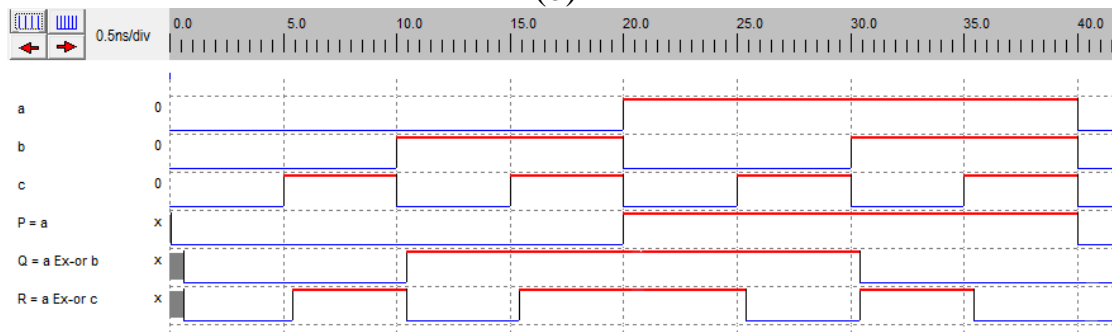 0.5ns/div 0.0 5.0 10.0 15.0 20.0 25.0 30.0 35.0 40.0
a 0
b 0
c 0
P = a x
Q = a Ex-or b x
R = a Ex-or c x